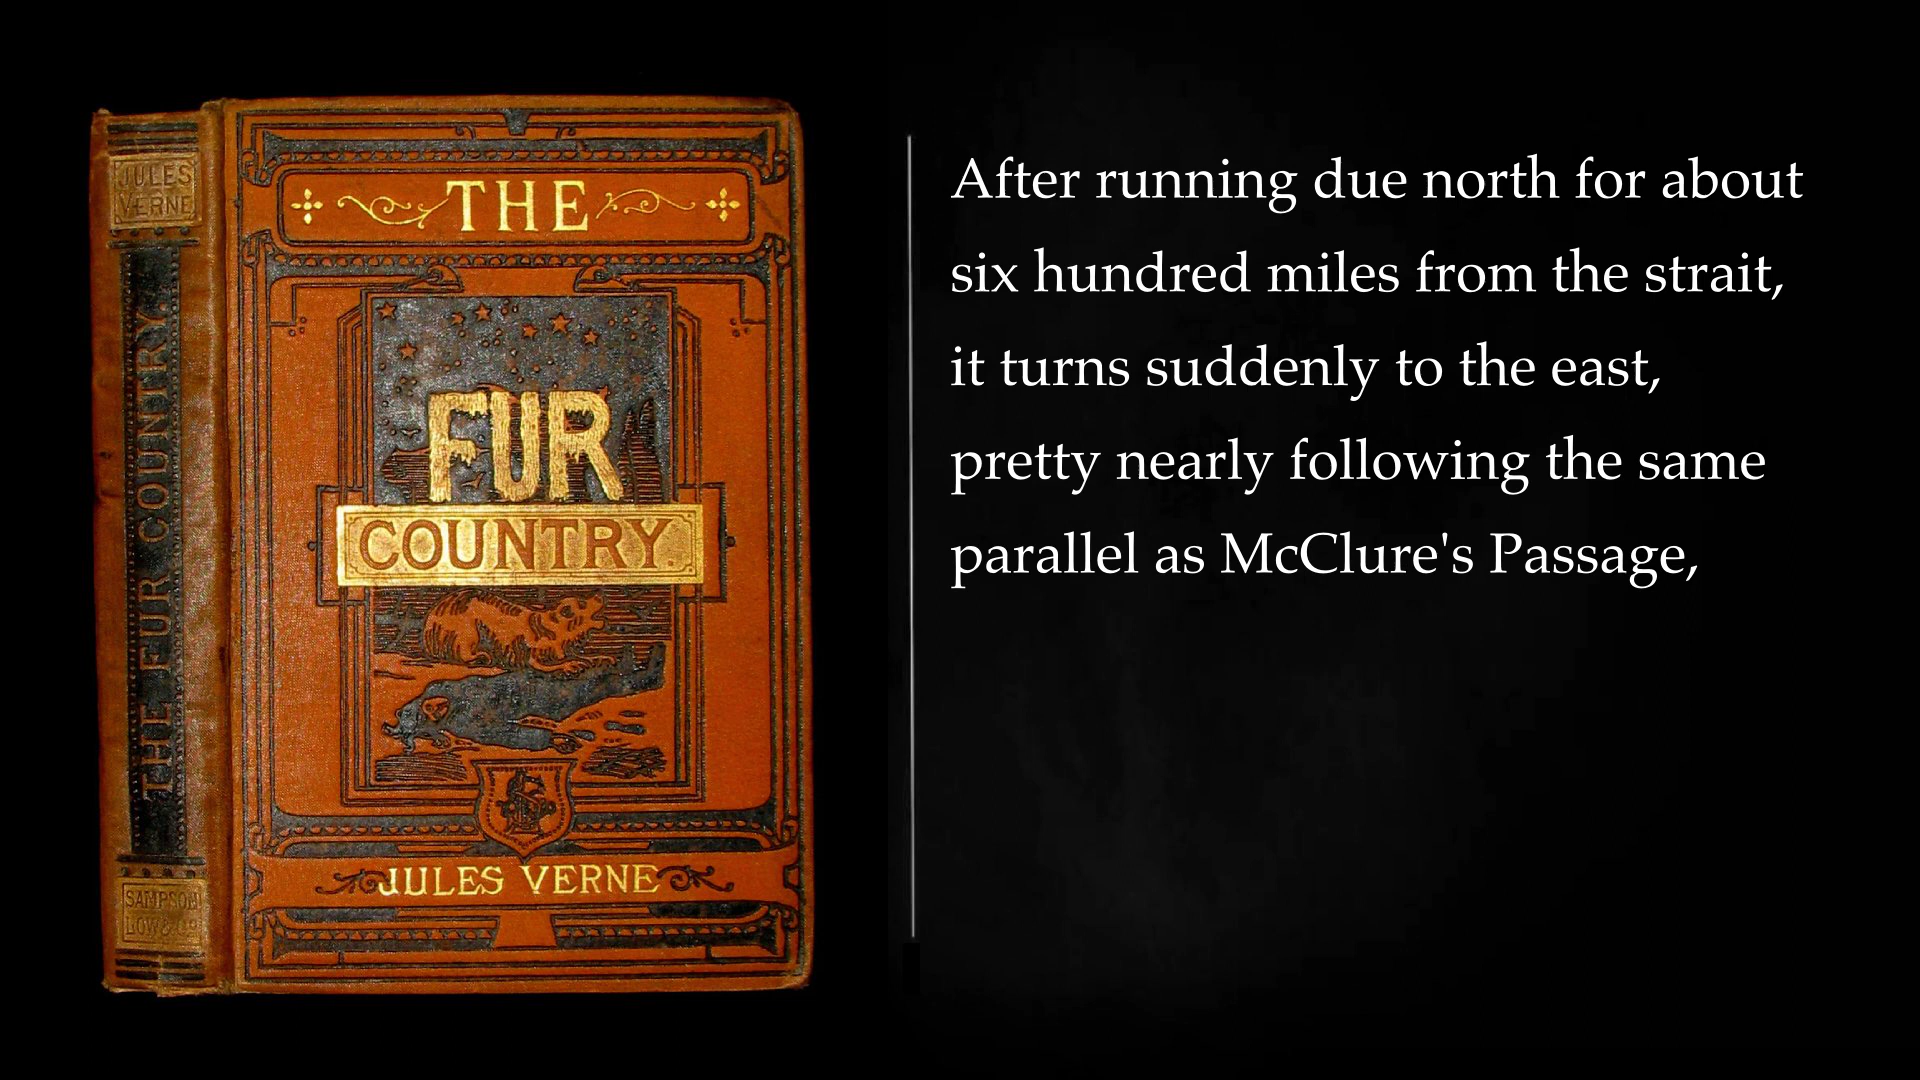 JULES
VERNE
THE FUR COUNTRY.
SAMPSON
LOW & Co
THE
FUR
COUNTRY.
JULES VERNE
After running due north for about
six hundred miles from the strait,
it turns suddenly to the east,
pretty nearly following the same
parallel as McClure's Passage,